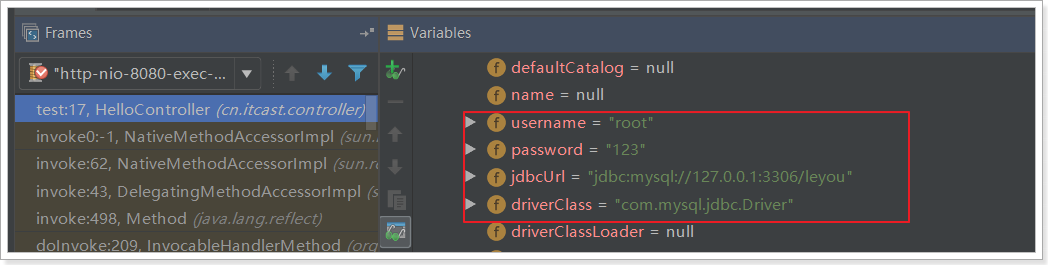 Frames
"http-nio-8080-exec-...
test:17, HelloController (cn.itcast.controller)
invoke0:-1, NativeMethodAccessorImpl (sun.
invoke:62, NativeMethodAccessorImpl (sun.re
invoke:43, DelegatingMethodAccessorImpl (s
invoke:498, Method (java.lang.reflect)
doInvoke:209, InvocableHandlerMethod (org
Variables
defaultCatalog = null
name = null
username = "root"
password = "123"
jdbcUrl = "jdbc:mysql://127.0.0.1:3306/leyou"
driverClass = "com.mysql.jdbc.Driver"
driverClassLoader = null